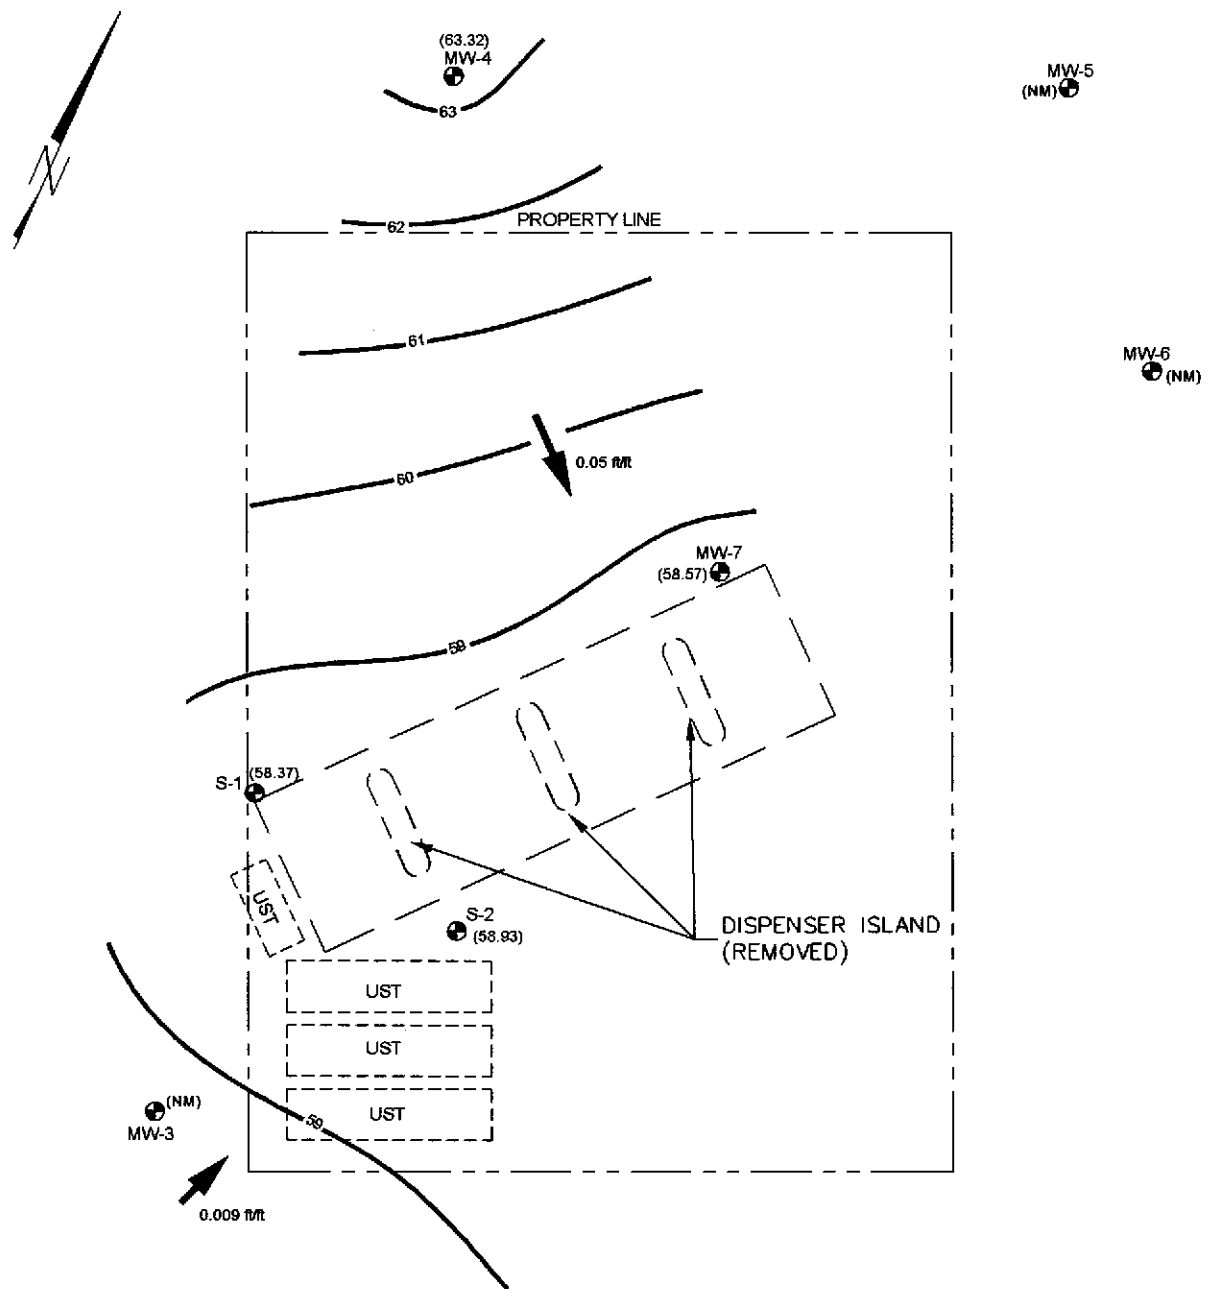 (63.32)
MW-4
MW-5
(NM)
63
N
62
PROPERTY LINE
61
MW-6
(NM)
60
0.05 ft/ft
MW-7
(58.57)
59
S-1 (58.37)
UST
S-2
(58.93)
DISPENSER ISLAND
(REMOVED)
UST
UST
(NM)
MW-3
UST
59
0.009 ft/ft